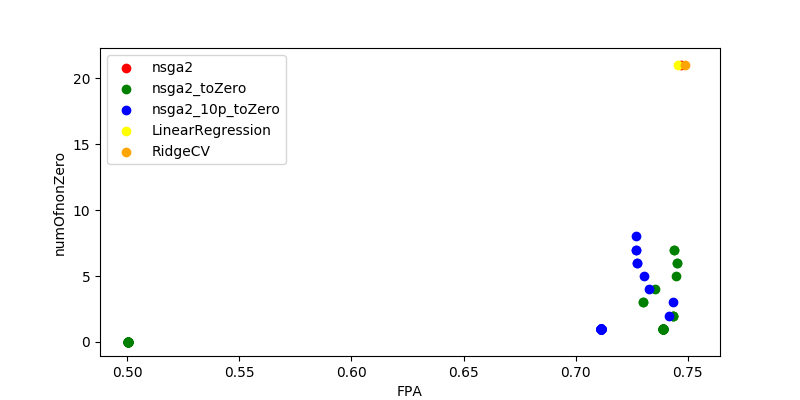 nsga2
nsga2_toZero
nsga2_10p_toZero
LinearRegression
RidgeCV
numOfnonZero
20
15
10
5
0
0.50 0.55 0.60 0.65 0.70 0.75
FPA